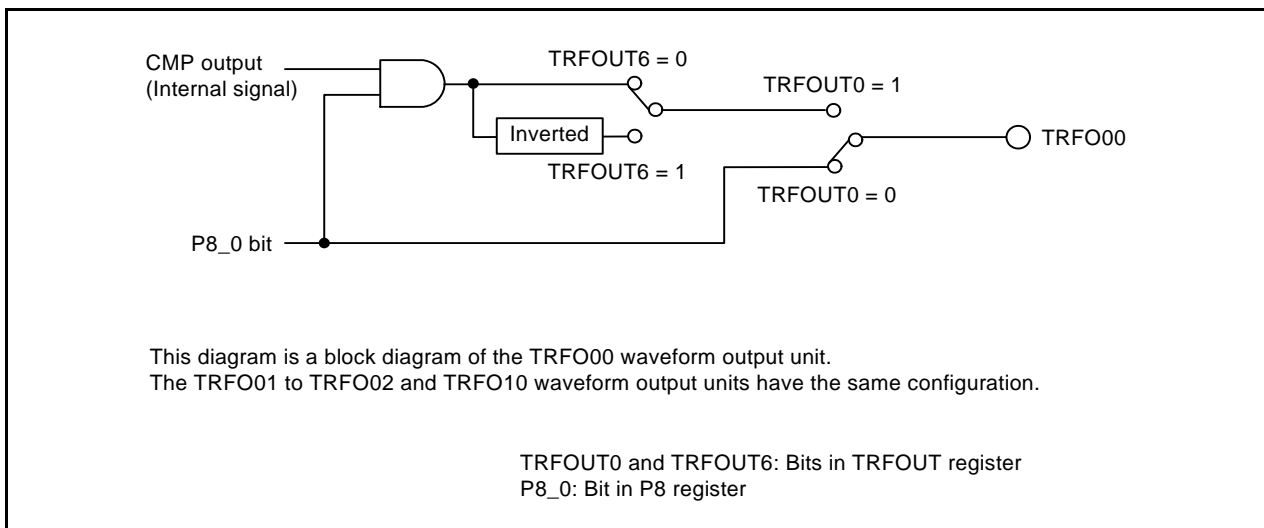 CMP output
(Internal signal)
TRFOUT6 = 0
TRFOUT0 = 1
Inverted
TRFO00
TRFOUT6 = 1
TRFOUT0 = 0
P8_0 bit
This diagram is a block diagram of the TRFO00 waveform output unit.
The TRFO01 to TRFO02 and TRFO10 waveform output units have the same configuration.
TRFOUT0 and TRFOUT6: Bits in TRFOUT register
P8_0: Bit in P8 register